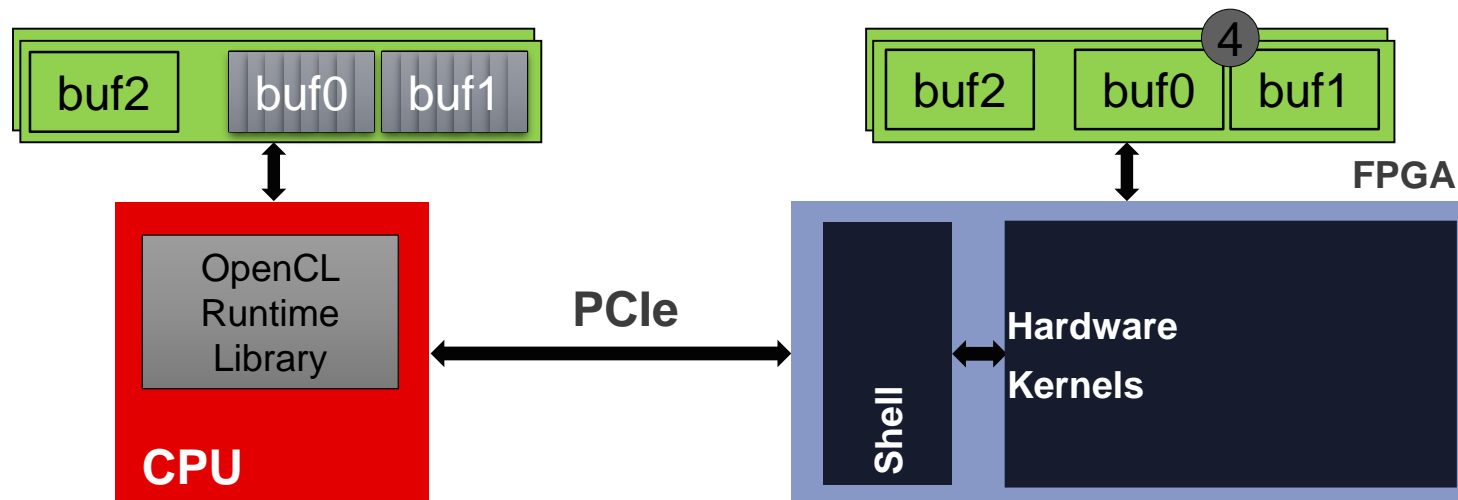 buf2 buf0 buf1
4
buf2 buf0 buf1
FPGA
OpenCL
Runtime
Library
CPU
PCIe
Shell
Hardware
Kernels